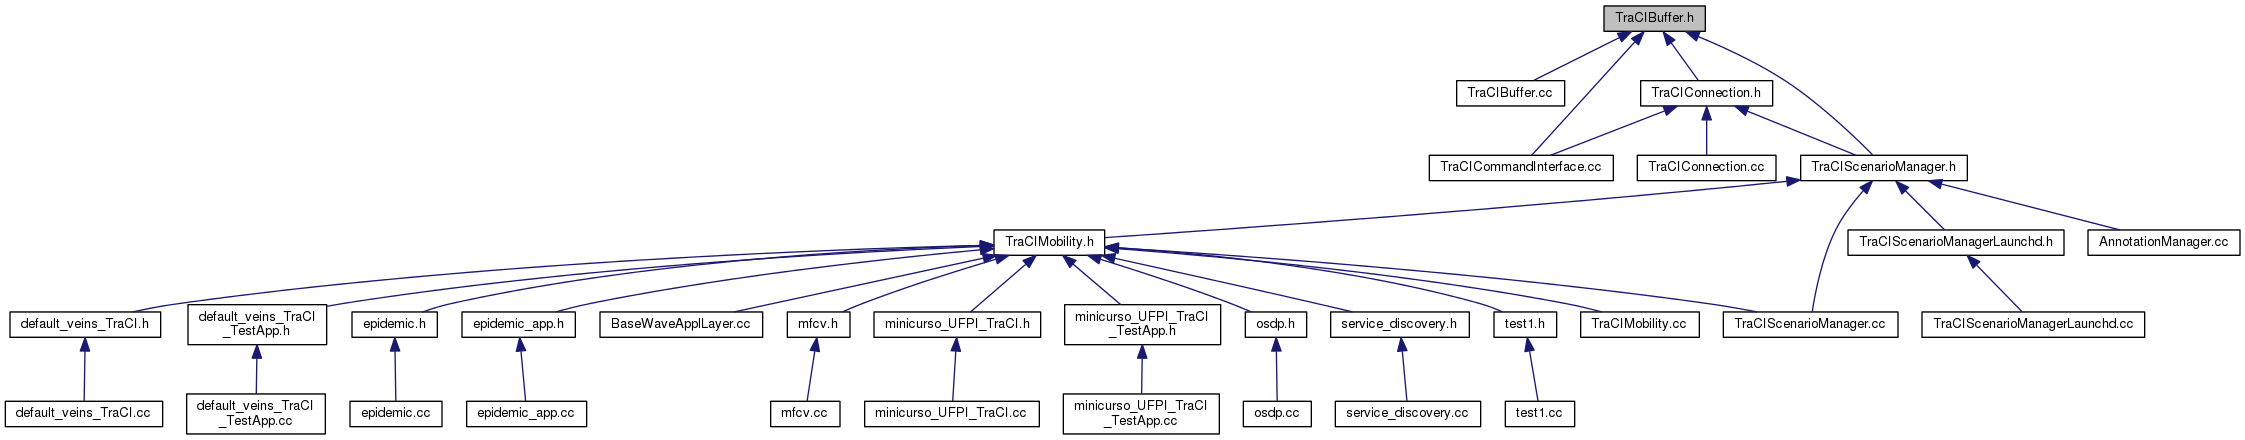 TraCIBuffer.h
TraCIBuffer.cc
TraCIConnection.h
TraCICommandInterface.cc
TraCIConnection.cc
TraCIScenarioManager.h
TraCIMobility.h
TraCIScenarioManagerLaunchd.h
AnnotationManager.cc
default_veins_TraCI.h
default_veins_TraCI
_TestApp.h
epidemic.h
epidemic_app.h
BaseWaveApplLayer.cc
mfcv.h
minicurso_UFPI_TraCI.h
minicurso_UFPI_TraCI
_TestApp.h
osdp.h
service_discovery.h
test1.h
TraCIMobility.cc
TraCIScenarioManager.cc
TraCIScenarioManagerLaunchd.cc
default_veins_TraCI.cc
default_veins_TraCI
_TestApp.cc
epidemic.cc
epidemic_app.cc
mfcv.cc
minicurso_UFPI_TraCI.cc
minicurso_UFPI_TraCI
_TestApp.cc
osdp.cc
service_discovery.cc
test1.cc